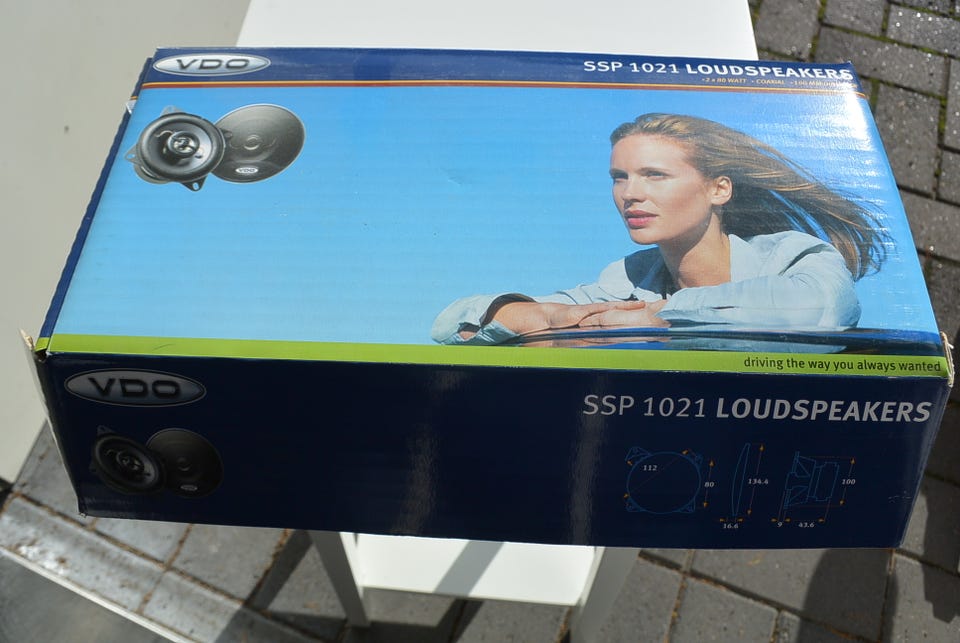 VDO
SSP 1021 LOUDSPEAKERS
• 2 x 80 WATT • COAXIAL
VDO
driving the way you always wanted
VDO
SSP 1021 LOUDSPEAKERS
112
80
134.4
100
16.6
9
43.6